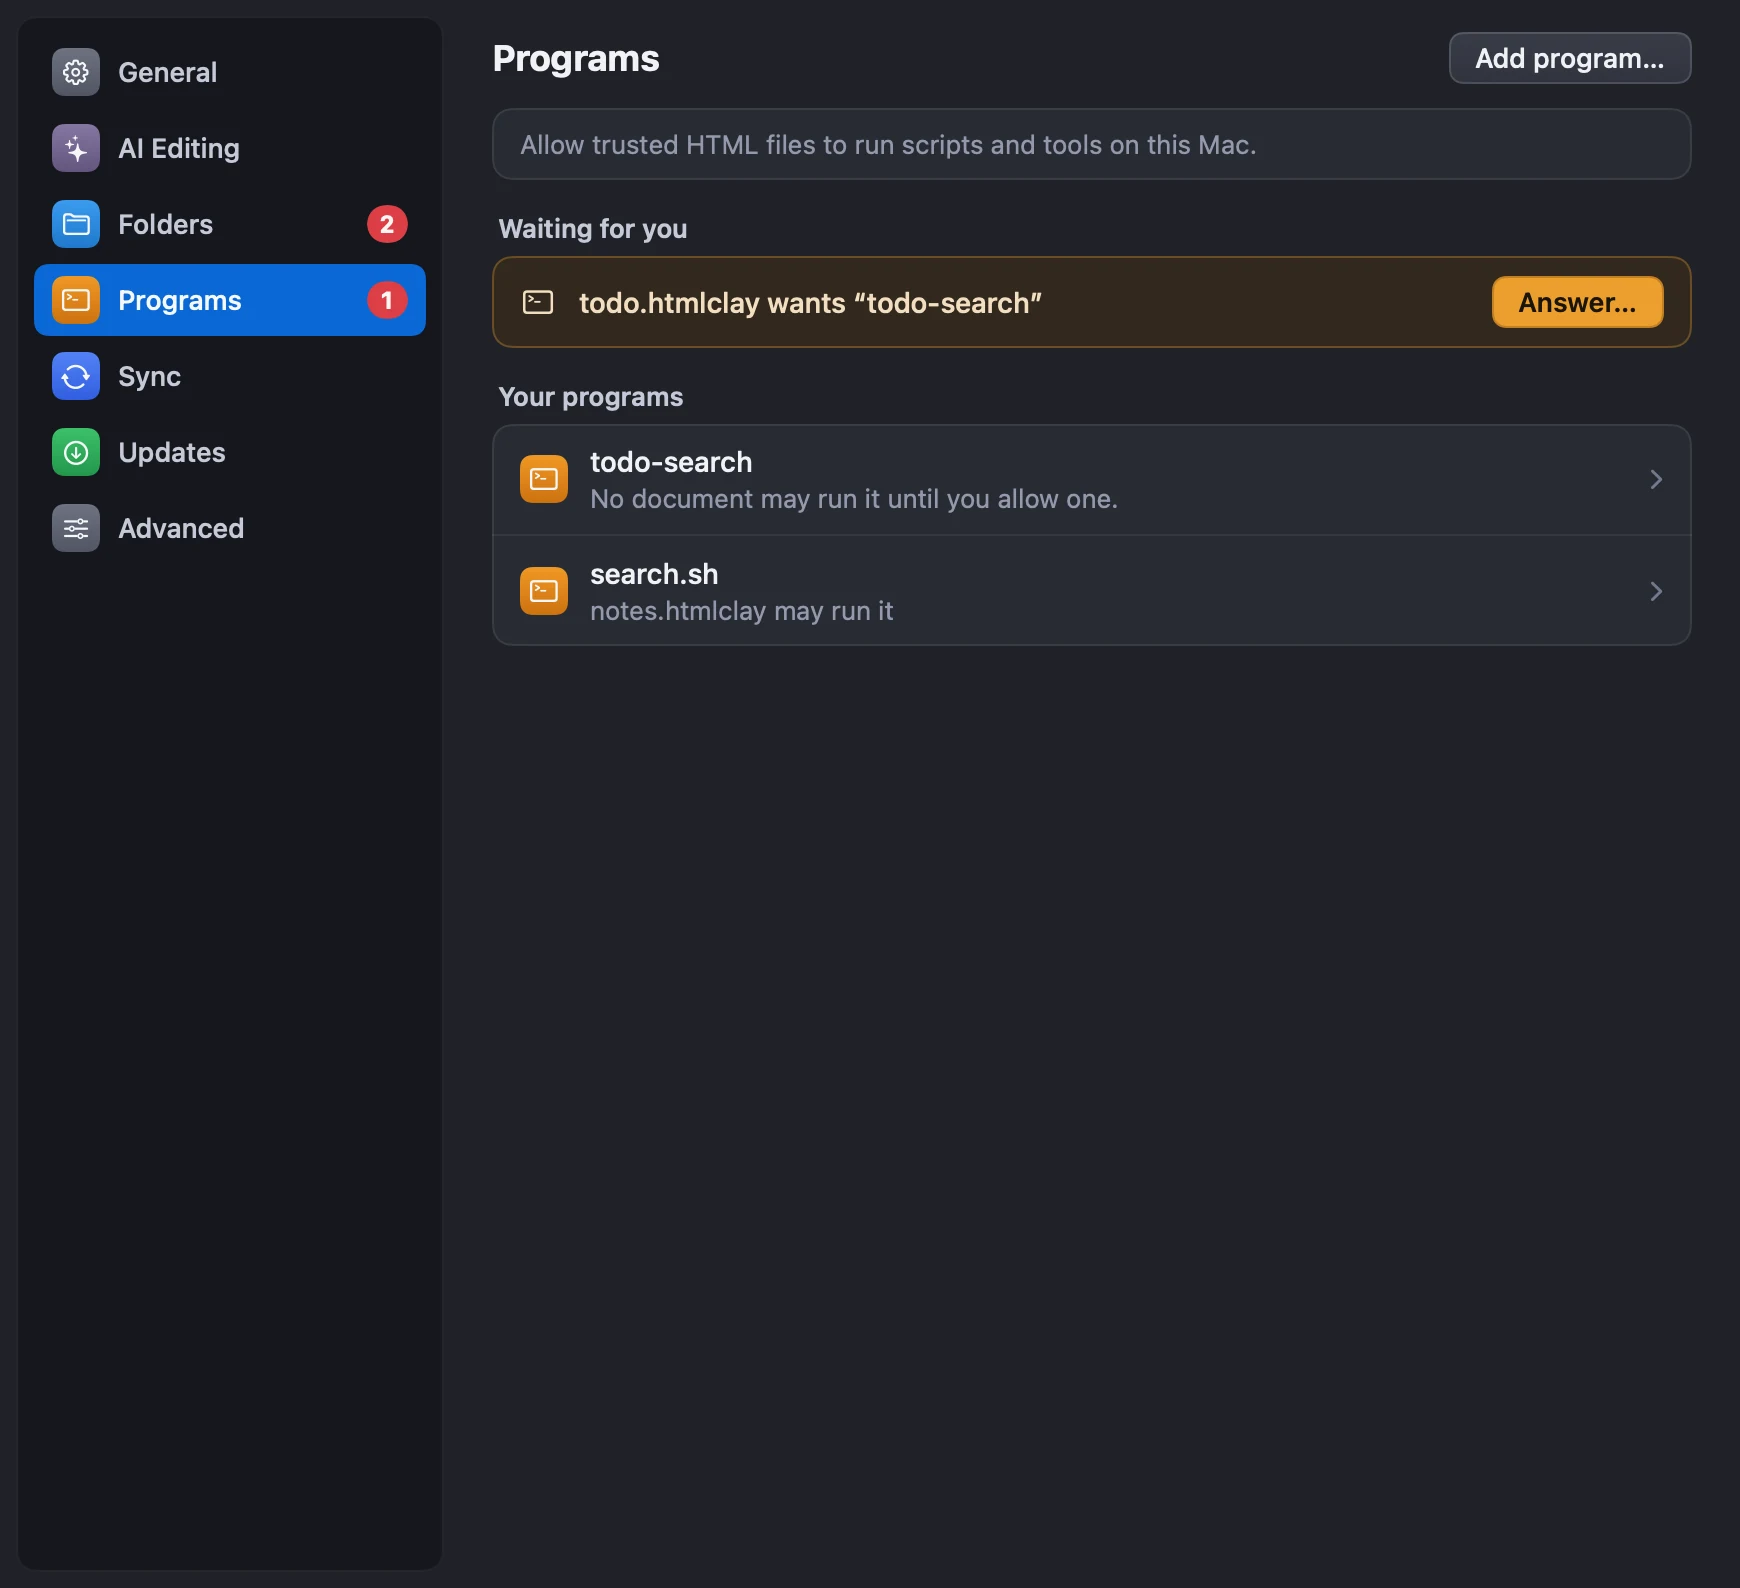 General
AI Editing
Folders
2
Programs
1
Sync
Updates
Advanced
Programs
Add program...
Allow trusted HTML files to run scripts and tools on this Mac.
Waiting for you
todo.htmlclay wants “todo-search”
Answer...
Your programs
todo-search
No document may run it until you allow one.
search.sh
notes.htmlclay may run it